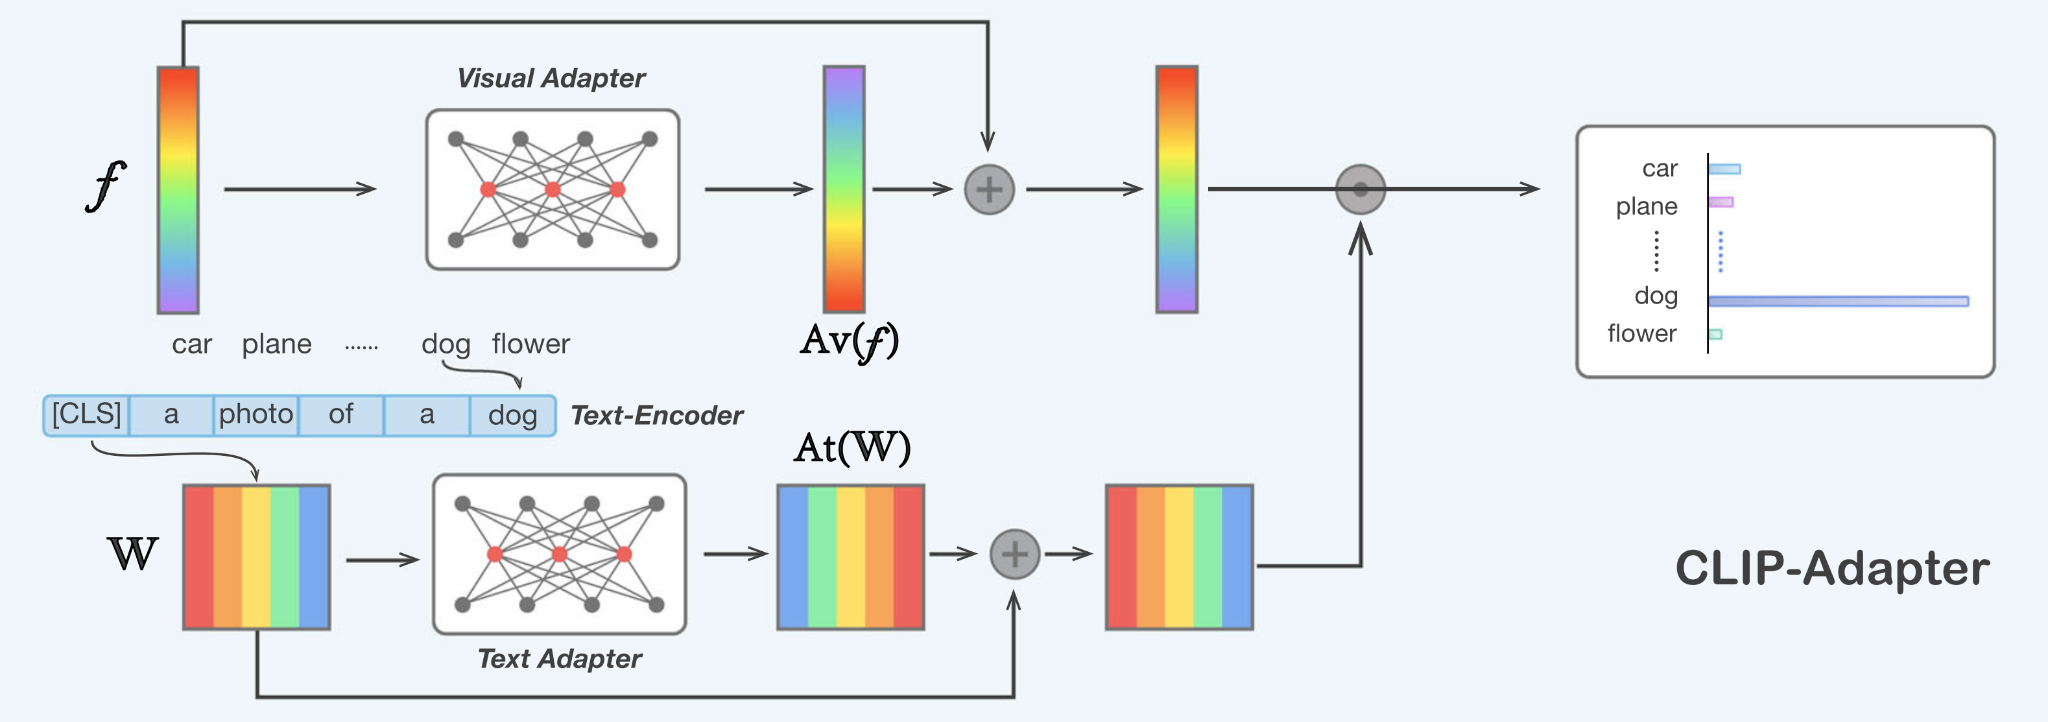 Visual Adapter
f
Av(f)
car plane ...... dog flower
[CLS] a photo of a dog
Text-Encoder
At(W)
W
Text Adapter
car
plane
dog
flower
CLIP-Adapter